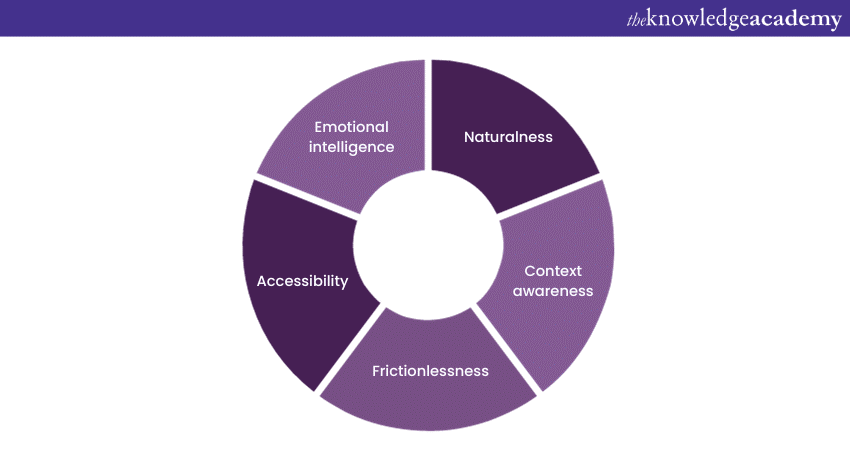 theknowledgeacademy
Emotional
intelligence
Naturalness
Accessibility
Context
awareness
Frictionlessness